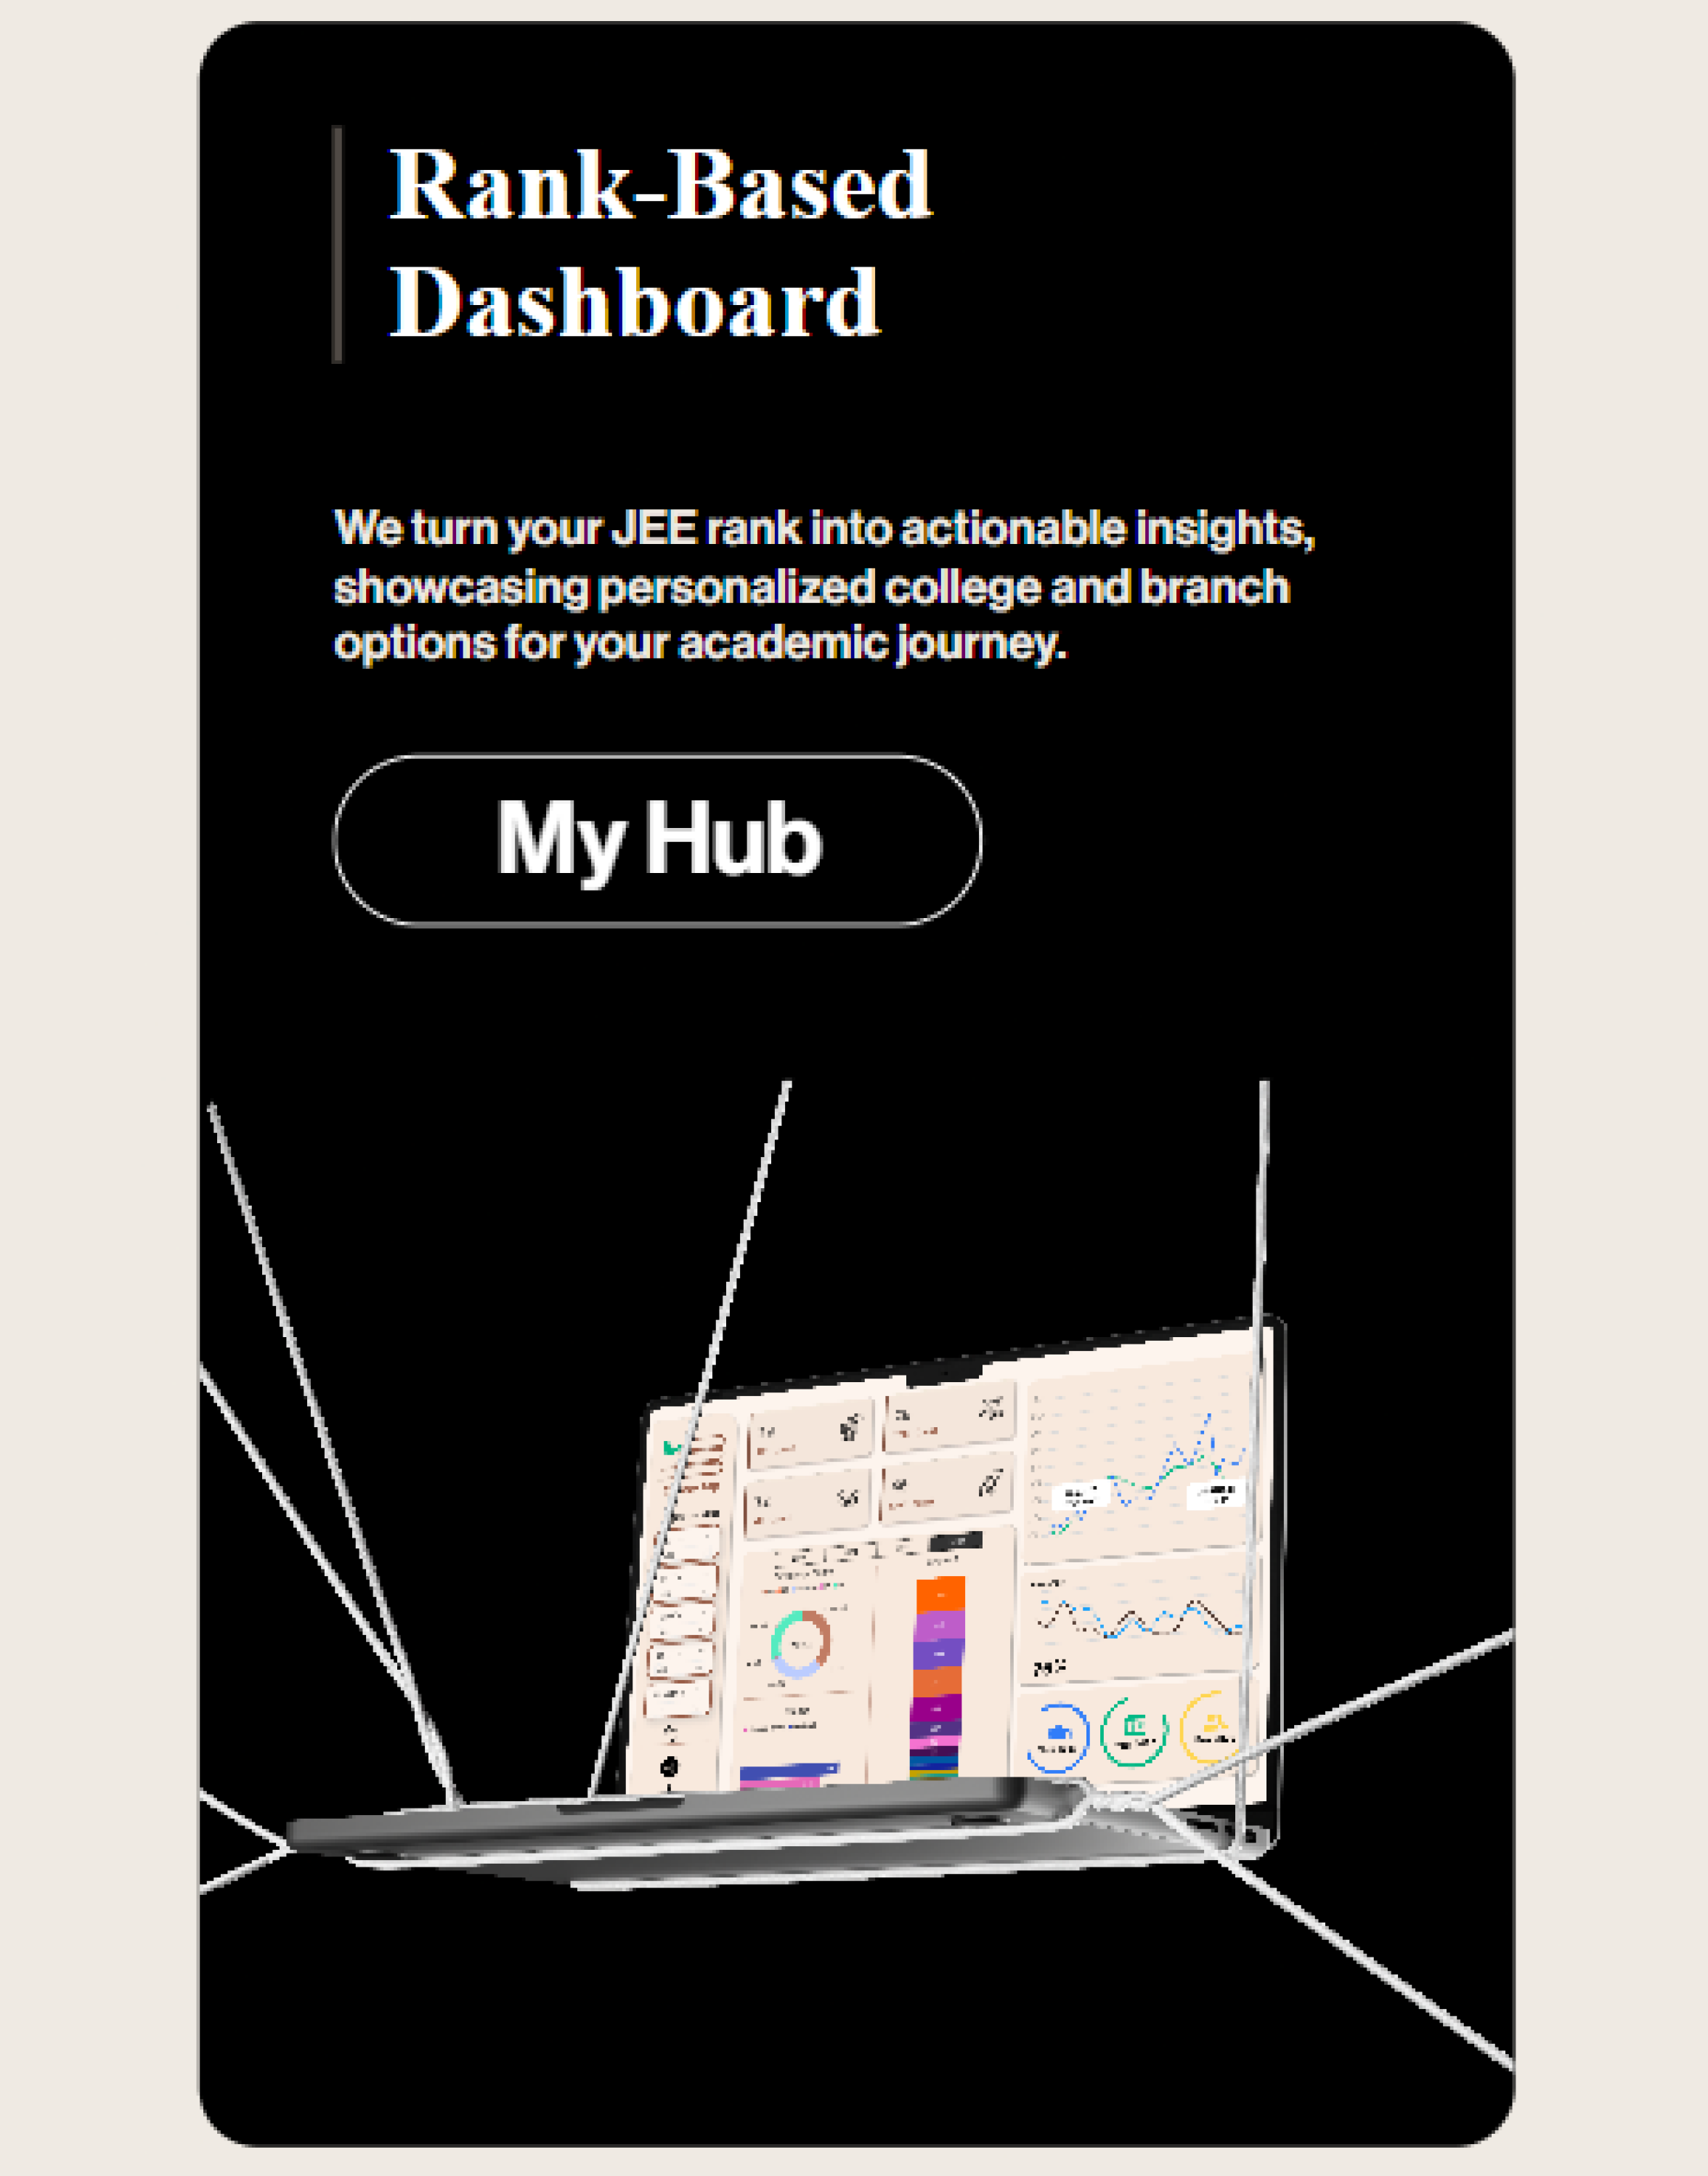 Rank-Based
Dashboard
We turn your JEE rank into actionable insights,
showcasing personalized college and branch
options for your academic journey.
My Hub